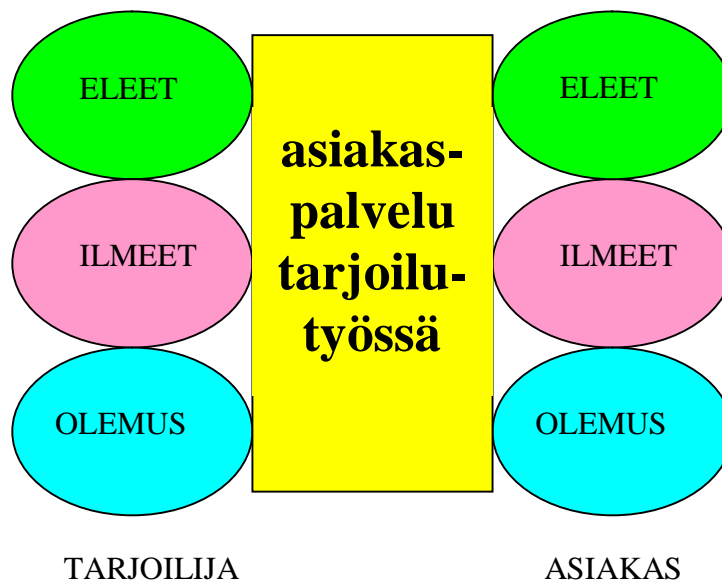 ELEET
ILMEET
OLEMUS
TARJOILIJA
asiakas-
palvelu
tarjoilu-
työssä
ELEET
ILMEET
OLEMUS
ASIAKAS